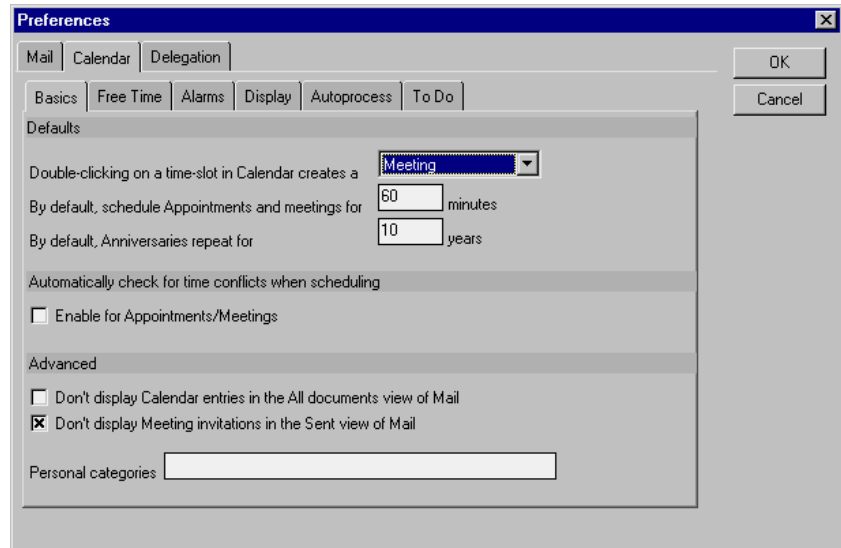 Preferences
Mail Calendar Delegation
OK
Basics Free Time Alarms Display Autoprocess To Do
Cancel
Defaults
Double-clicking on a time-slot in Calendar creates a Meeting
By default, schedule Appointments and meetings for 60 minutes
By default, Anniversaries repeat for 10 years
Automatically check for time conflicts when scheduling
Enable for Appointments/Meetings
Advanced
Don't display Calendar entries in the All documents view of Mail
Don't display Meeting invitations in the Sent view of Mail
Personal categories